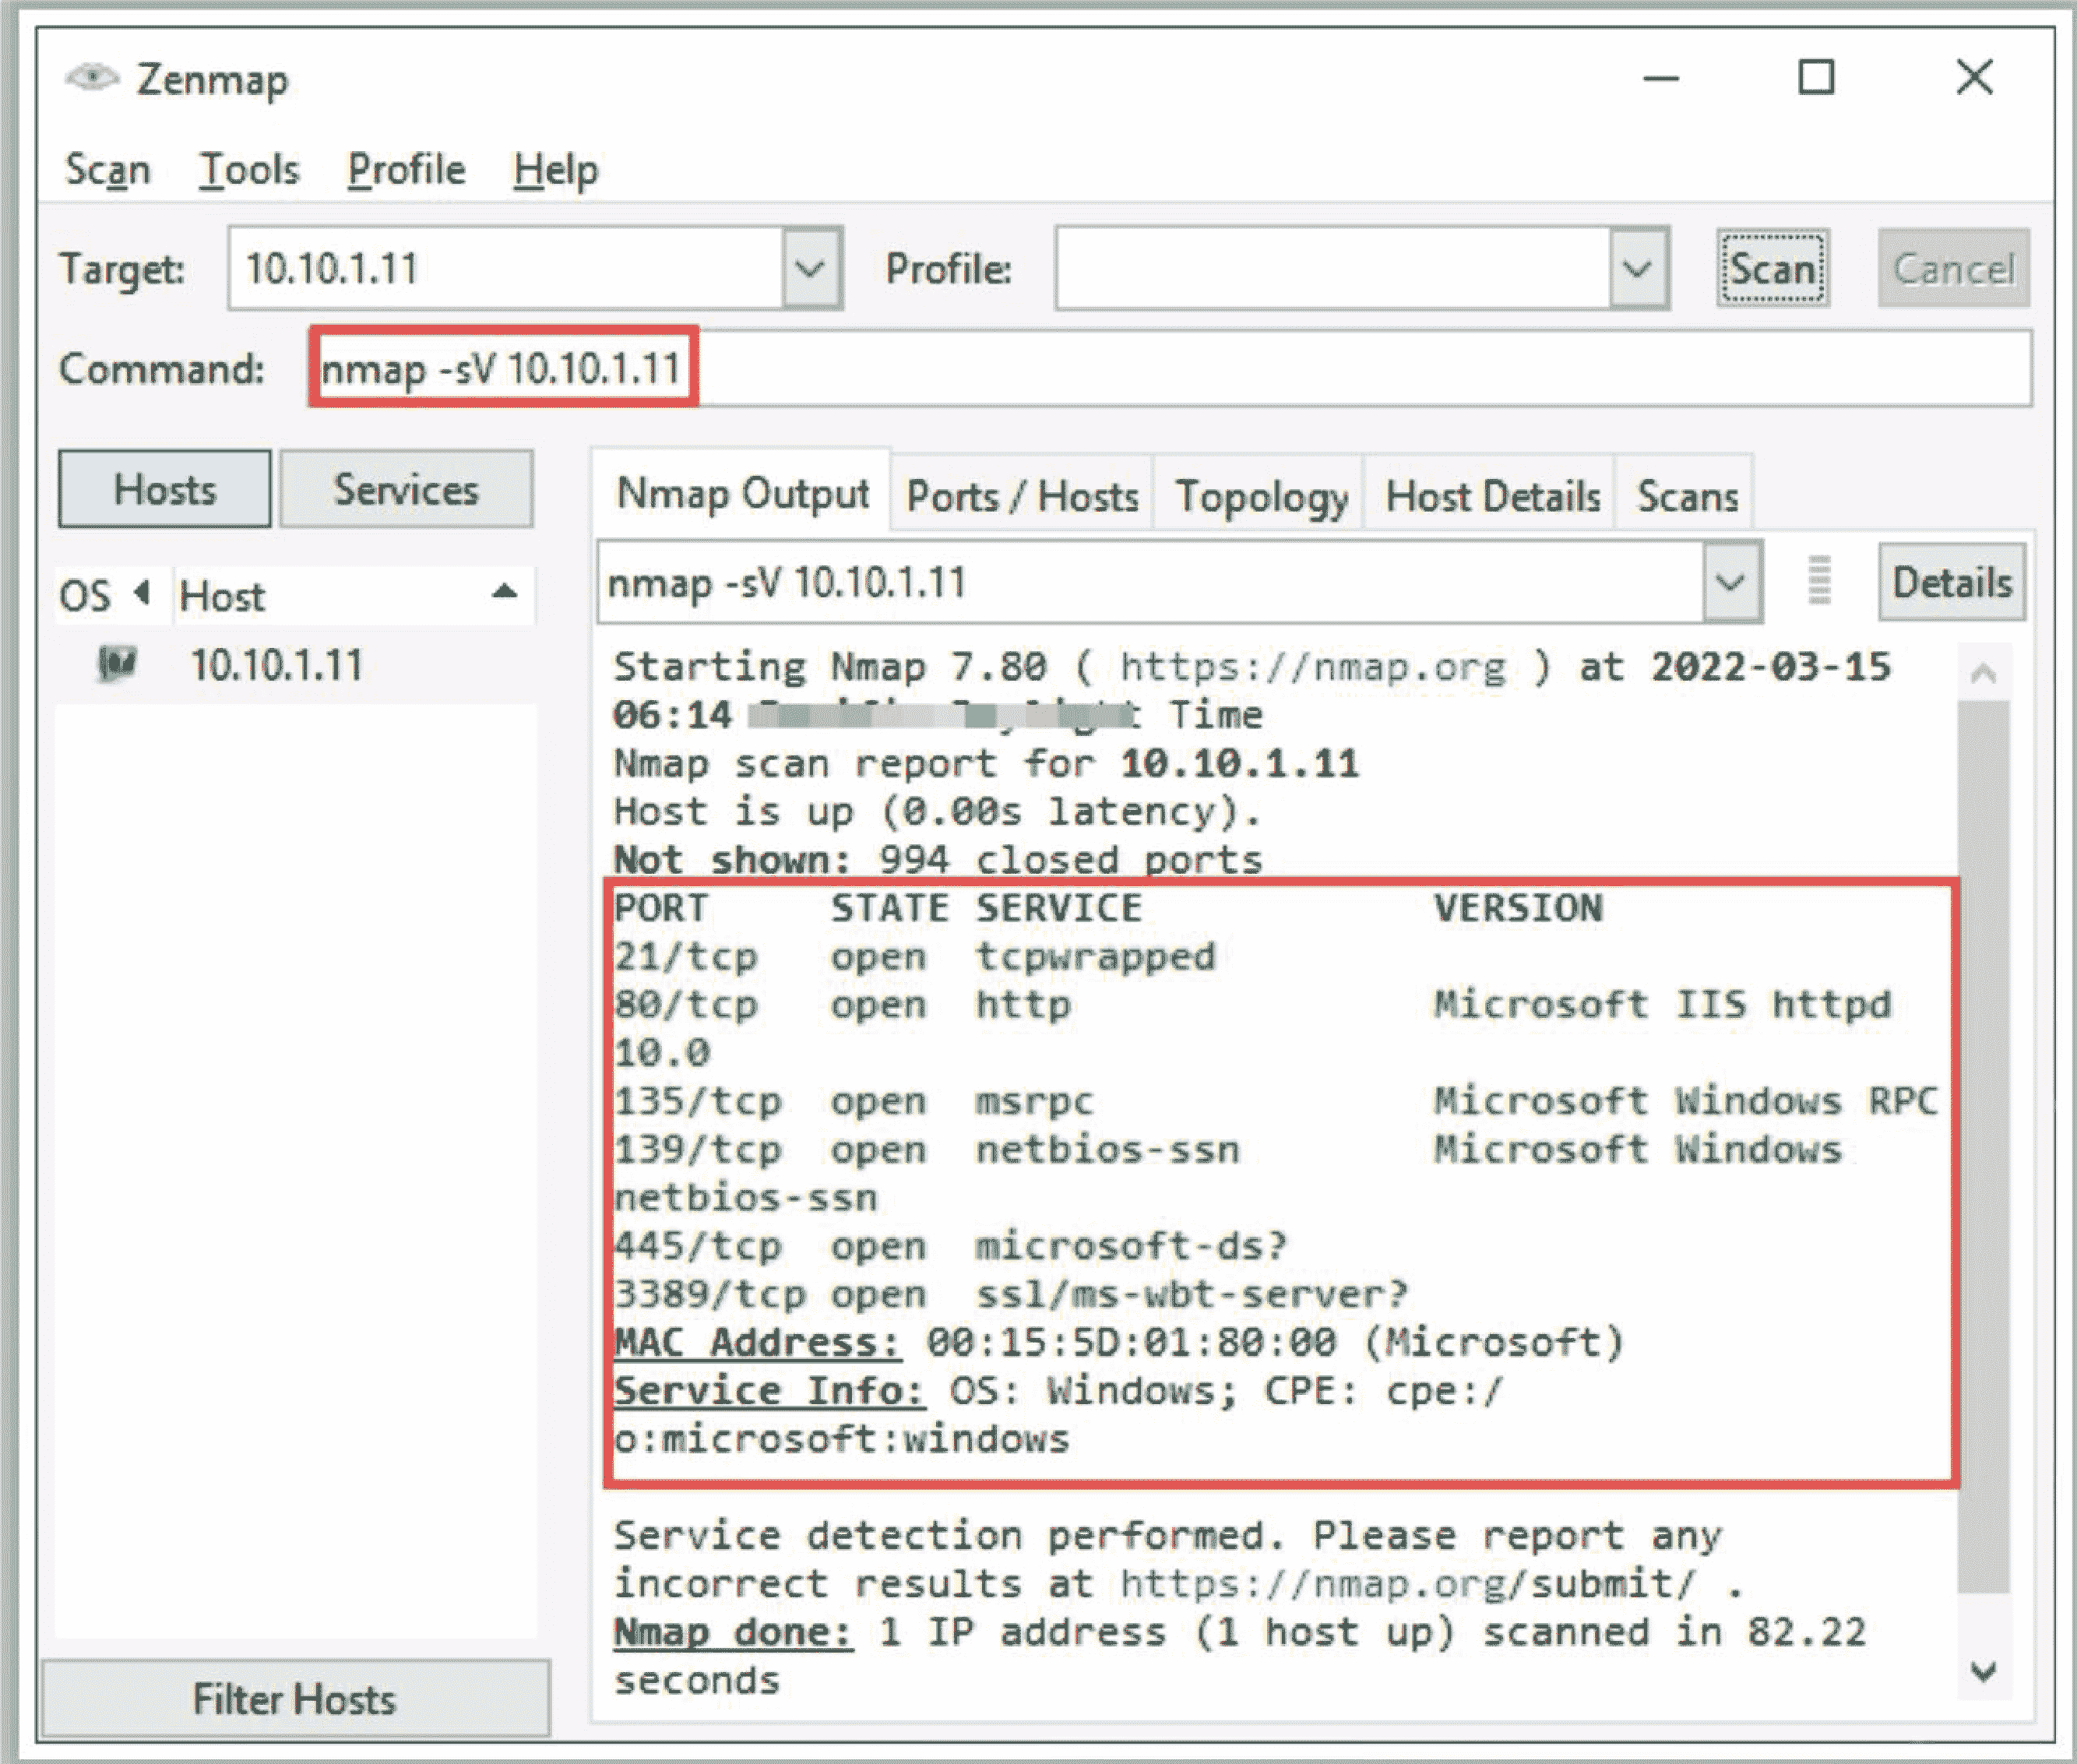 Zenmap
Scan Tools Profile Help
Target: 10.10.1.11 Profile: Scan Cancel
Command: nmap -sV 10.10.1.11
Hosts Services
OS Host
10.10.1.11
Filter Hosts
Nmap Output Ports / Hosts Topology Host Details Scans
nmap -sV 10.10.1.11 Details
Starting Nmap 7.80 ( https://nmap.org ) at 2022-03-15
06:14 Time
Nmap scan report for 10.10.1.11
Host is up (0.00s latency).
Not shown: 994 closed ports
PORT STATE SERVICE VERSION
21/tcp open tcpwrapped
80/tcp open http Microsoft IIS httpd
10.0
135/tcp open msrpc Microsoft Windows RPC
139/tcp open netbios-ssn Microsoft Windows
netbios-ssn
445/tcp open microsoft-ds?
3389/tcp open ssl/ms-wbt-server?
MAC Address: 00:15:5D:01:80:00 (Microsoft)
Service Info: OS: Windows; CPE: cpe:/
o:microsoft:windows
Service detection performed. Please report any
incorrect results at https://nmap.org/submit/ .
Nmap done: 1 IP address (1 host up) scanned in 82.22
seconds